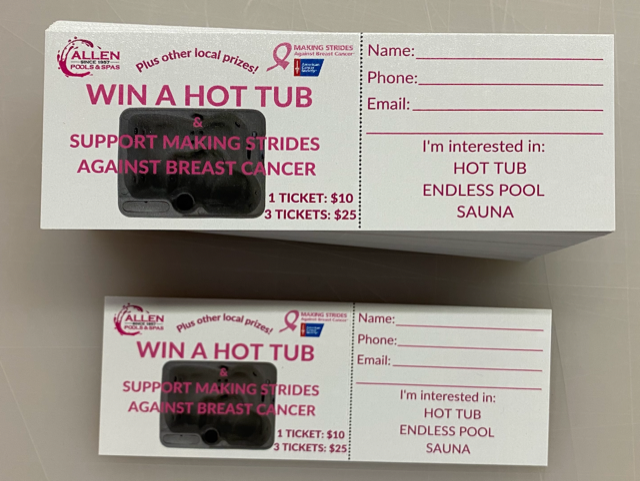 ALLEN
SINCE 1957
POOLS & SPAS
Plus other local prizes!
MAKING STRIDES
Against Breast Cancer
American
Cancer
Society
WIN A HOT TUB
&
SUPPORT MAKING STRIDES
AGAINST BREAST CANCER
1 TICKET: $10
3 TICKETS: $25
Name:
Phone:
Email:
I'm interested in:
HOT TUB
ENDLESS POOL
SAUNA
ALLEN
SINCE 1957
POOLS & SPAS
Plus other local prizes!
MAKING STRIDES
Against Breast Cancer
WIN A HOT TUB
&
SUPPORT MAKING STRIDES
AGAINST BREAST CANCER
1 TICKET: $10
3 TICKETS: $25
Name:
Phone:
Email:
I'm interested in:
HOT TUB
ENDLESS POOL
SAUNA